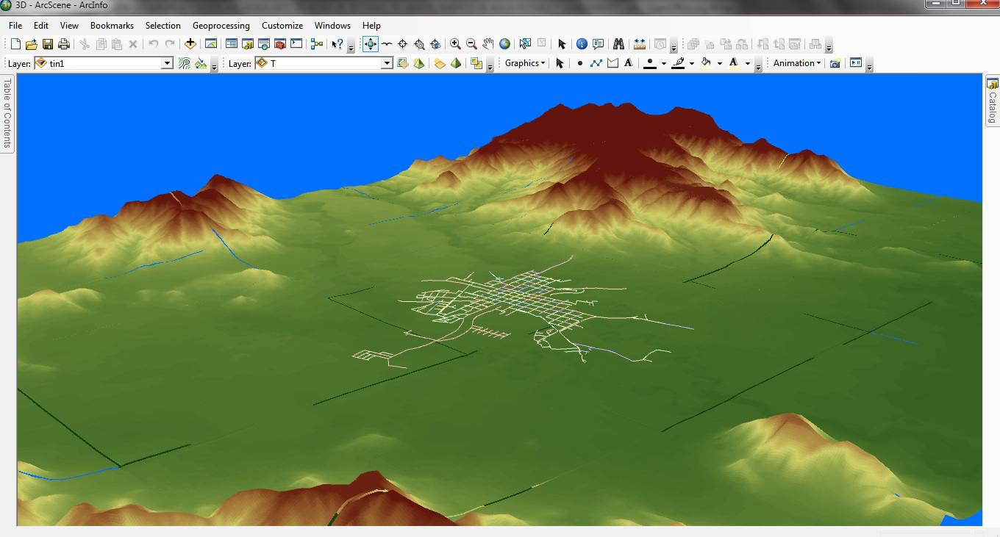 3D - ArcScene - ArcInfo
File Edit View Bookmarks Selection Geoprocessing Customize Windows Help
Layer: tin1 Layer: T Graphics A A Animation
Table of Contents
Catalog